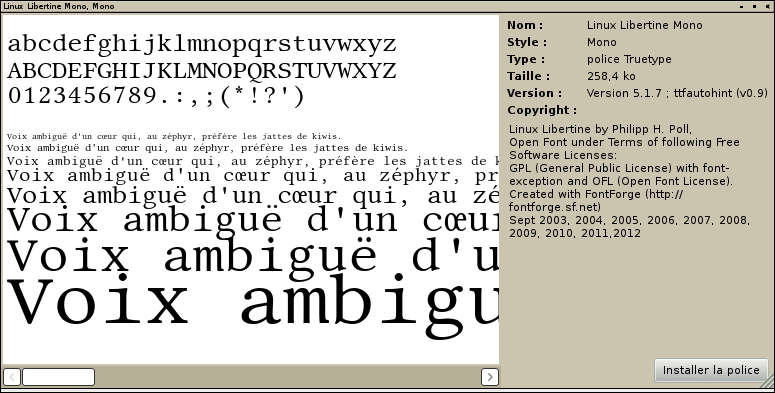 Linux Libertine Mono, Mono
abcdefghijklmnopqrstuvwxyz
ABCDEFGHIJKLMNOPQRSTUVWXYZ
0123456789.:,;(*!?')
Voix ambiguë d'un cœur qui, au zéphyr, préfère les jattes de kiwis.
Voix ambiguë d'un cœur qui, au zéphyr, préfère les jattes de kiwis.
Voix ambiguë d'un cœur qui, au zéphyr, préfère les jattes de k
Voix ambiguë d'un cœur qui, au zéphyr, pr
Voix ambiguë d'un cœur qui, au zé
Voix ambiguë d'un cœur
Voix ambiguë d'u
Voix ambigu
Nom : Linux Libertine Mono
Style : Mono
Type : police Truetype
Taille : 258,4 ko
Version : Version 5.1.7 ; ttfautohint (v0.9)
Copyright :
Linux Libertine by Philipp H. Poll,
Open Font under Terms of following Free
Software Licenses:
GPL (General Public License) with font-
exception and OFL (Open Font License).
Created with FontForge (http://
fontforge.sf.net)
Sept 2003, 2004, 2005, 2006, 2007, 2008,
2009, 2010, 2011,2012
Installer la police